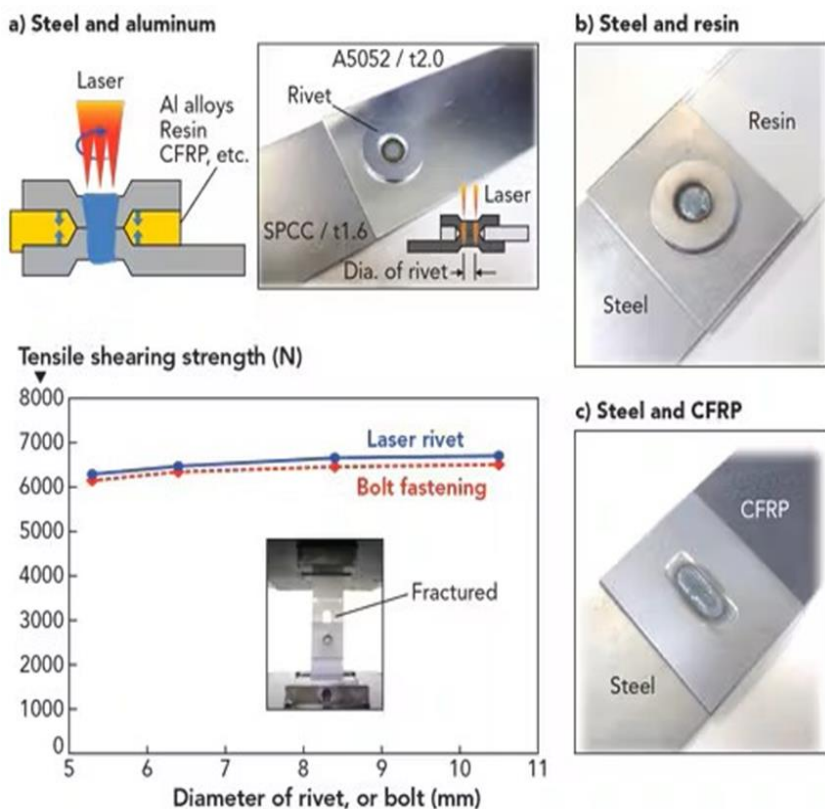 a) Steel and aluminum
Laser
Al alloys
Resin
CFRP, etc.
A5052 / t2.0
Rivet
SPCC / t1.6
Laser
Dia. of rivet
b) Steel and resin
Resin
Steel
Tensile shearing strength (N)
8000
7000
6000
5000
4000
3000
2000
1000
0
Laser rivet
Bolt fastening
Fractured
5 6 7 8 9 10 11
Diameter of rivet, or bolt (mm)
c) Steel and CFRP
CFRP
Steel